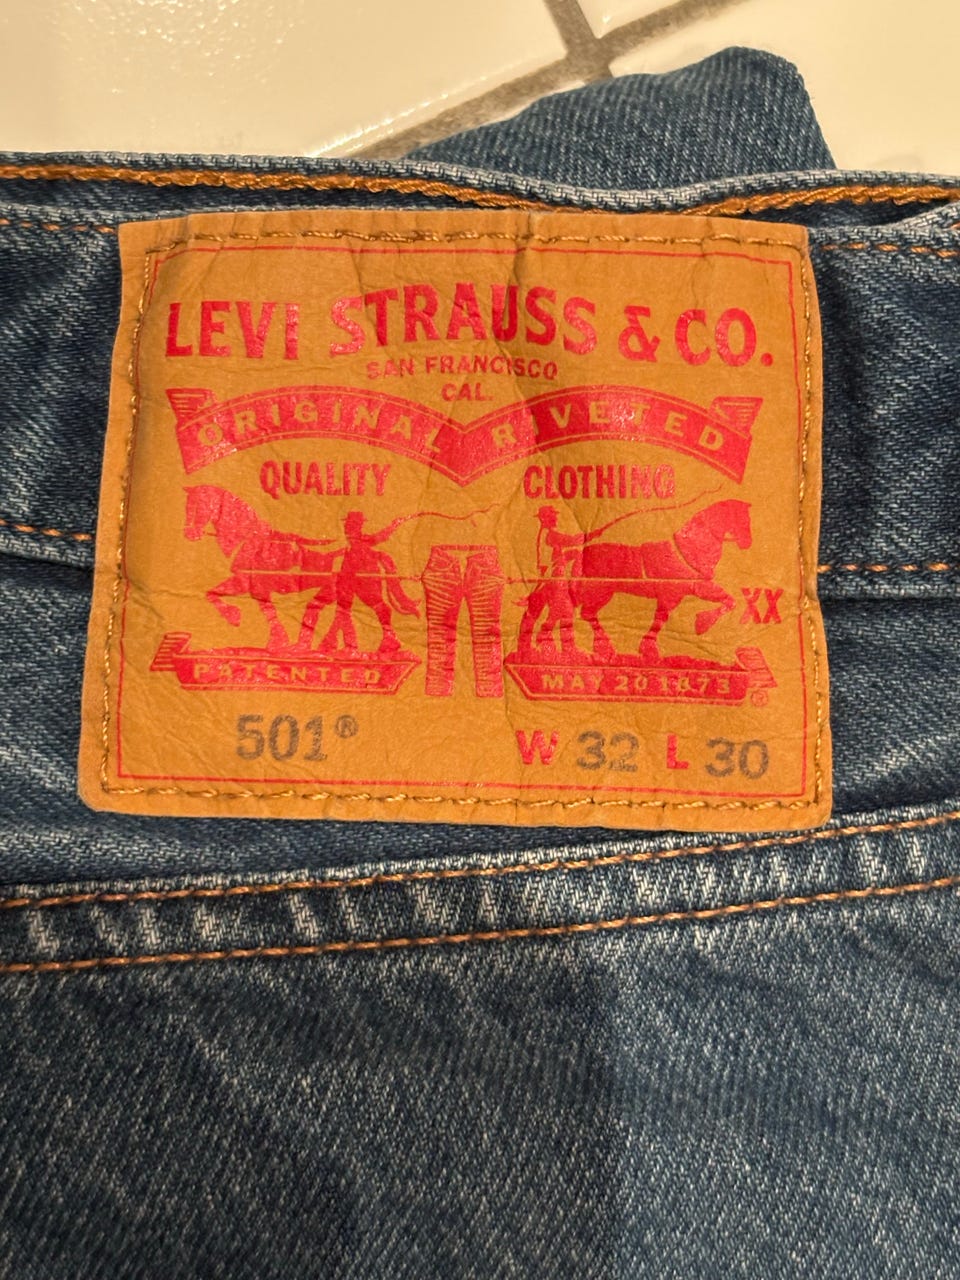 LEVI STRAUSS & CO.
SAN FRANCISCO
CAL.
ORIGINAL RIVETED
QUALITY CLOTHING
XX
PATENTED MAY 20 1873 ®
501® W 32 L 30